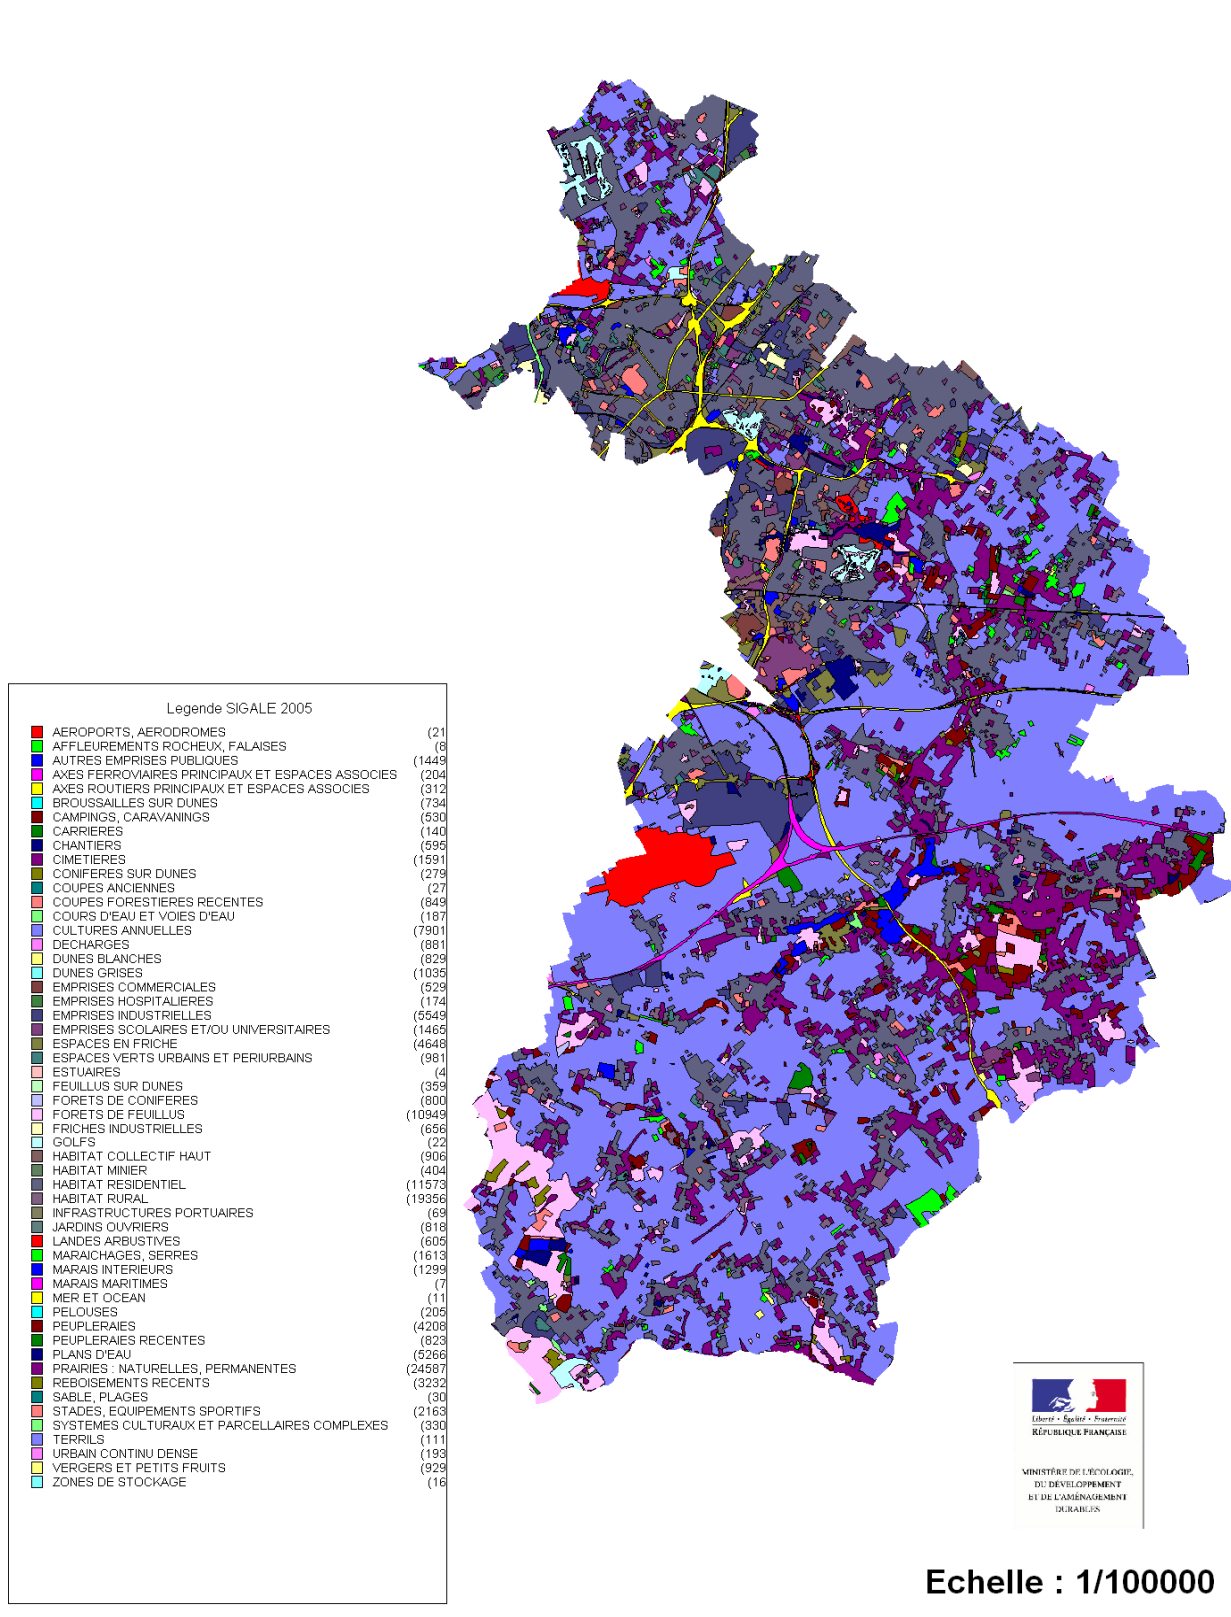 Legende SIGALE 2005
AEROPORTS, AERODROMES (21
AFFLEUREMENTS ROCHEUX, FALAISES (8
AUTRES EMPRISES PUBLIQUES (1449
AXES FERROVIAIRES PRINCIPAUX ET ESPACES ASSOCIES (204
AXES ROUTIERS PRINCIPAUX ET ESPACES ASSOCIES (312
BROUSSAILLES SUR DUNES (734
CAMPINGS, CARAVANINGS (530
CARRIERES (140
CHANTIERS (595
CIMETIERES (1591
CONIFERES SUR DUNES (279
COUPES ANCIENNES (27
COUPES FORESTIERES RECENTES (849
COURS D'EAU ET VOIES D'EAU (187
CULTURES ANNUELLES (7901
DECHARGES (881
DUNES BLANCHES (829
DUNES GRISES (1035
EMPRISES COMMERCIALES (529
EMPRISES HOSPITALIERES (174
EMPRISES INDUSTRIELLES (5549
EMPRISES SCOLAIRES ET/OU UNIVERSITAIRES (1465
ESPACES EN FRICHE (4648
ESPACES VERTS URBAINS ET PERIURBAINS (981
ESTUAIRES (4
FEUILLUS SUR DUNES (359
FORETS DE CONIFERES (800
FORETS DE FEUILLUS (10949
FRICHES INDUSTRIELLES (656
GOLFS (22
HABITAT COLLECTIF HAUT (906
HABITAT MINIER (404
HABITAT RESIDENTIEL (11573
HABITAT RURAL (19356
INFRASTRUCTURES PORTUAIRES (69
JARDINS OUVRIERS (818
LANDES ARBUSTIVES (605
MARAICHAGES, SERRES (1613
MARAIS INTERIEURS (1299
MARAIS MARITIMES (7
MER ET OCEAN (11
PELOUSES (205
PEUPLERAIES (4208
PEUPLERAIES RECENTES (823
PLANS D'EAU (5266
PRAIRIES : NATURELLES, PERMANENTES (24587
REBOISEMENTS RECENTS (3232
SABLE, PLAGES (30
STADES, EQUIPEMENTS SPORTIFS (2163
SYSTEMES CULTURAUX ET PARCELLAIRES COMPLEXES (330
TERRILS (111
URBAIN CONTINU DENSE (193
VERGERS ET PETITS FRUITS (929
ZONES DE STOCKAGE (16
Liberté • Égalité • Fraternité
RÉPUBLIQUE FRANÇAISE
MINISTÈRE DE L'ÉCOLOGIE,
DU DÉVELOPPEMENT
ET DE L'AMÉNAGEMENT
DURABLES
Echelle : 1/100000